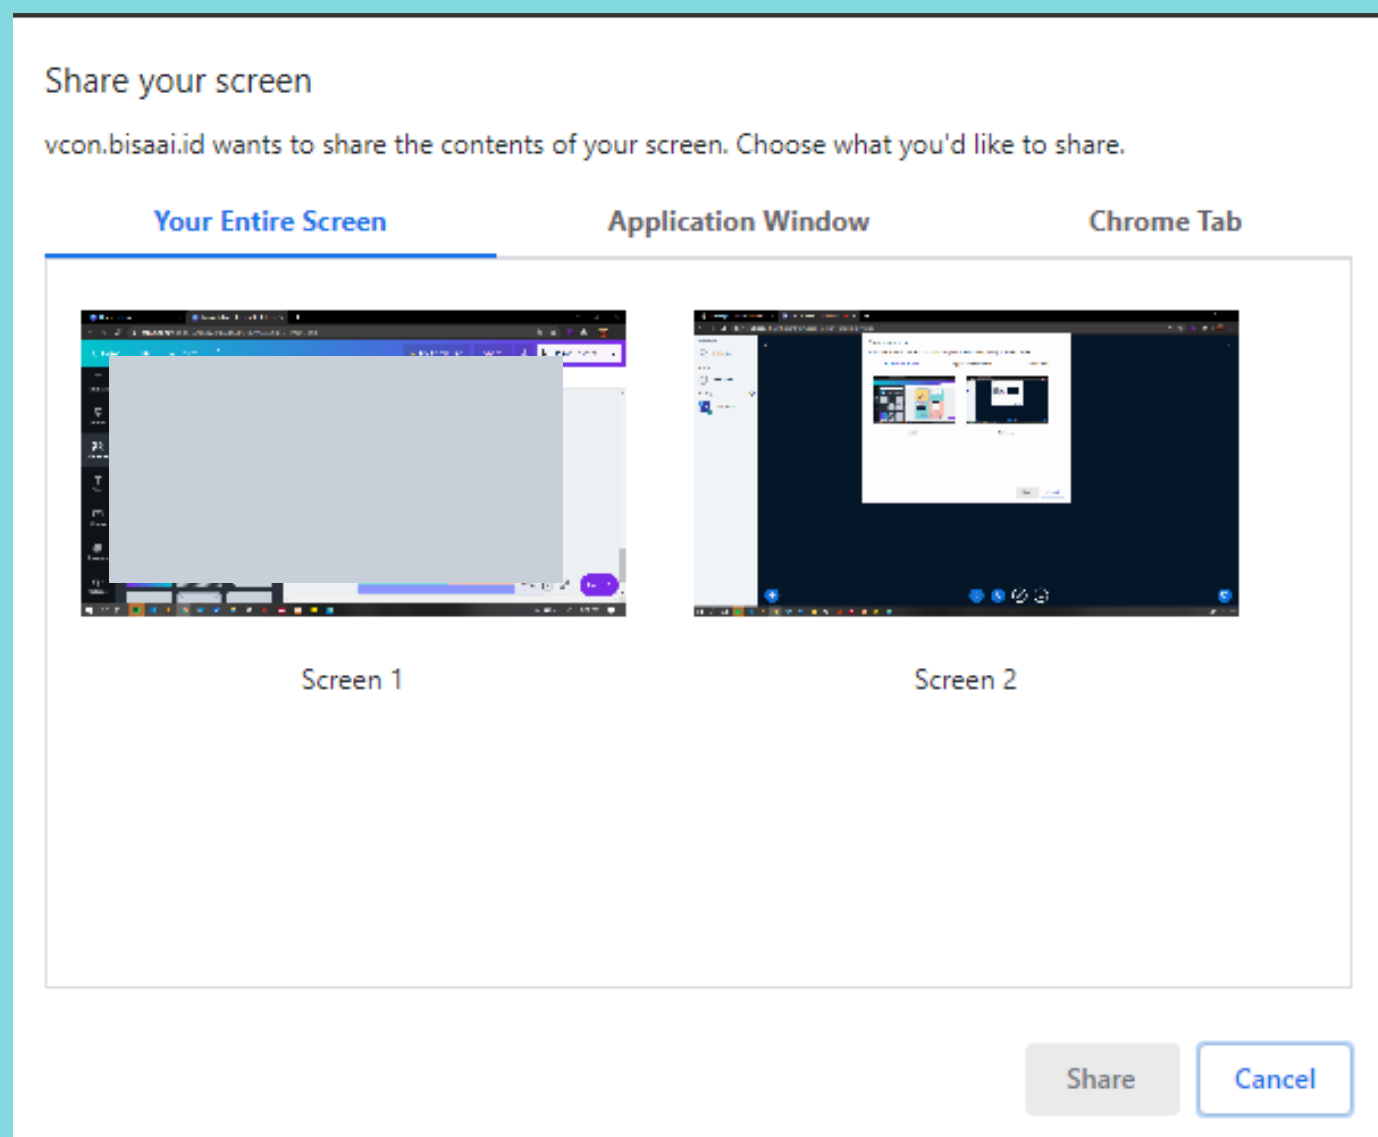 Share your screen
vcon.bisaai.id wants to share the contents of your screen. Choose what you'd like to share.
Your Entire Screen
Application Window
Chrome Tab
Screen 1
Screen 2
Share
Cancel